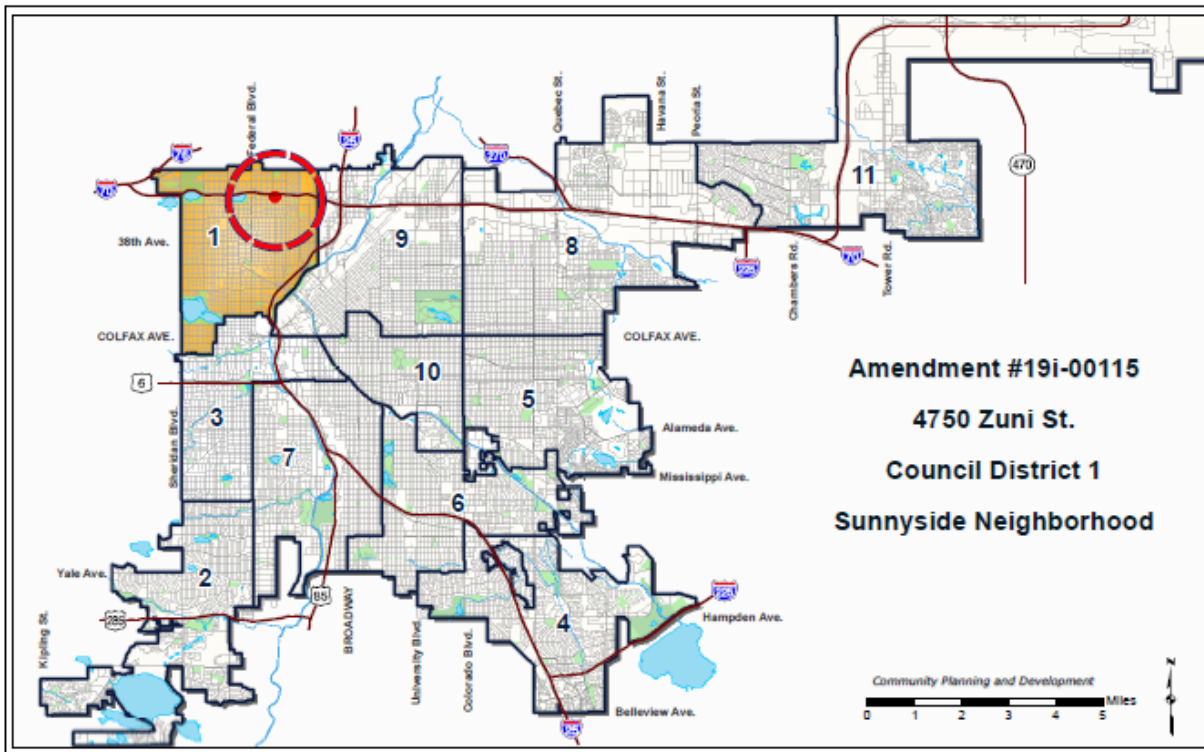 Federal Blvd.
Quebec St.
Havana St.
Peoria St.
76
25
270
70
470
1
38th Ave.
9
8
11
225
Chambers Rd.
70
Tower Rd.
COLFAX AVE.
COLFAX AVE.
6
10
5
3
7
Sheridan Blvd.
Alameda Ave.
Mississippi Ave.
6
Yale Ave.
2
85
285
BROADWAY
University Blvd.
Colorado Blvd.
4
225
Hampden Ave.
Kipling St.
25
Belleview Ave.
Amendment #19i-00115
4750 Zuni St.
Council District 1
Sunnyside Neighborhood
Community Planning and Development
Miles
0 1 2 3 4 5
N